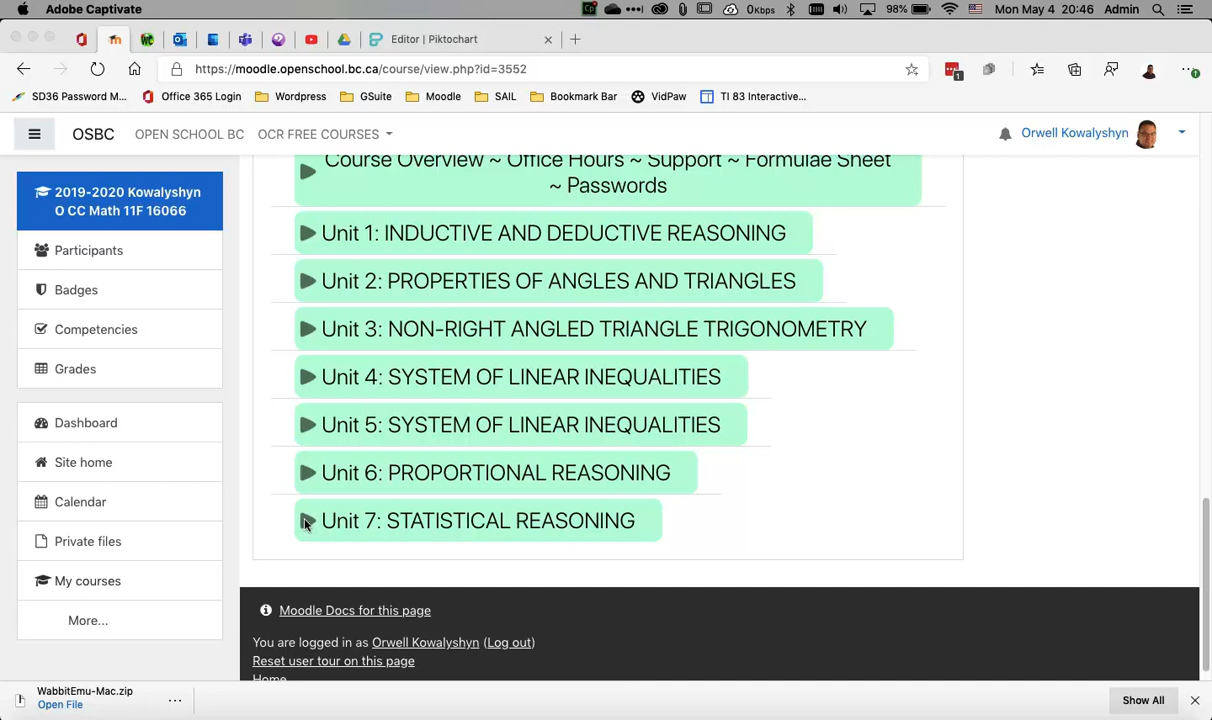 Adobe Captivate
0Kbps
98%
Mon May 4 20:46 Admin
Editor | Piktochart
https://moodle.openschool.bc.ca/course/view.php?id=3552
1
SD36 Password M...
Office 365 Login
Wordpress
GSuite
Moodle
SAIL
Bookmark Bar
VidPaw
TI 83 Interactive...
OSBC
OPEN SCHOOL BC
OCR FREE COURSES
Orwell Kowalyshyn
2019-2020 Kowalyshyn
O CC Math 11F 16066
Participants
Badges
Competencies
Grades
Dashboard
Site home
Calendar
Private files
My courses
More...
Course Overview ~ Office Hours ~ Support ~ Formulae Sheet
~ Passwords
Unit 1: INDUCTIVE AND DEDUCTIVE REASONING
Unit 2: PROPERTIES OF ANGLES AND TRIANGLES
Unit 3: NON-RIGHT ANGLED TRIANGLE TRIGONOMETRY
Unit 4: SYSTEM OF LINEAR INEQUALITIES
Unit 5: SYSTEM OF LINEAR INEQUALITIES
Unit 6: PROPORTIONAL REASONING
Unit 7: STATISTICAL REASONING
Moodle Docs for this page
You are logged in as Orwell Kowalyshyn (Log out)
Reset user tour on this page
Home
WabbitEmu-Mac.zip
Open File
Show All